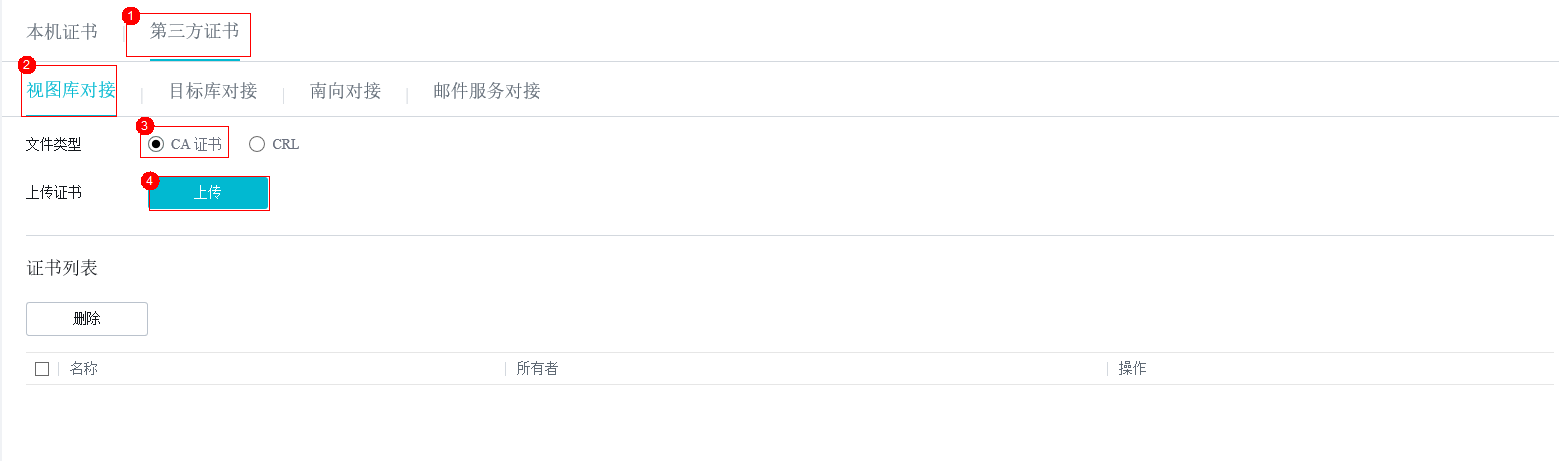 1
本机证书 第三方证书
2
视图库对接 目标库对接 南向对接 邮件服务对接
3
文件类型 CA 证书 CRL
4
上传证书 上传
证书列表
删除
名称 所有者 操作